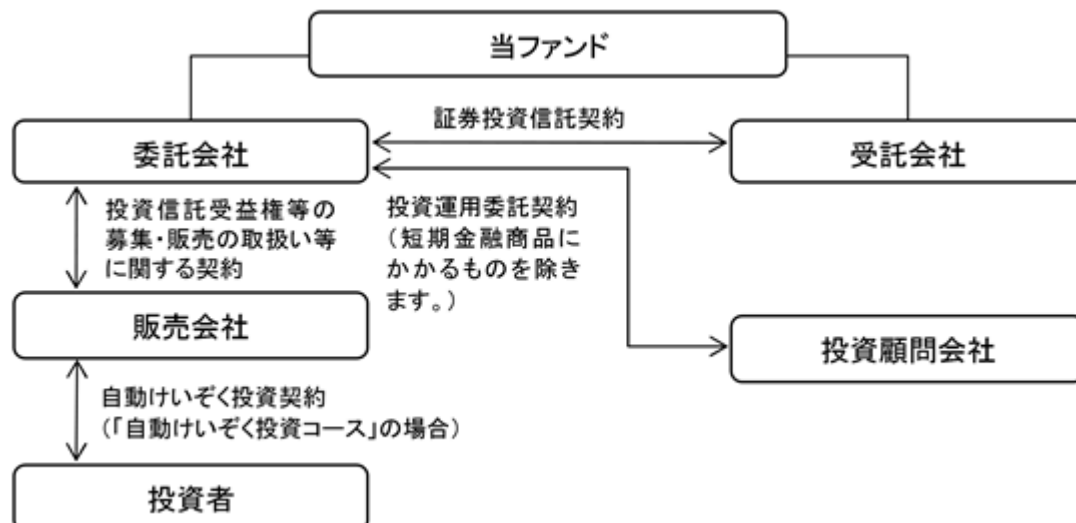 当ファンド
証券投資信託契約
委託会社
受託会社
投資信託受益権等の
募集・販売の取扱い等
に関する契約
投資運用委託契約
（短期金融商品に
かかるものを除き
ます。）
販売会社
投資顧問会社
自動けいぞく投資契約
（「自動けいぞく投資コース」の場合）
投資者